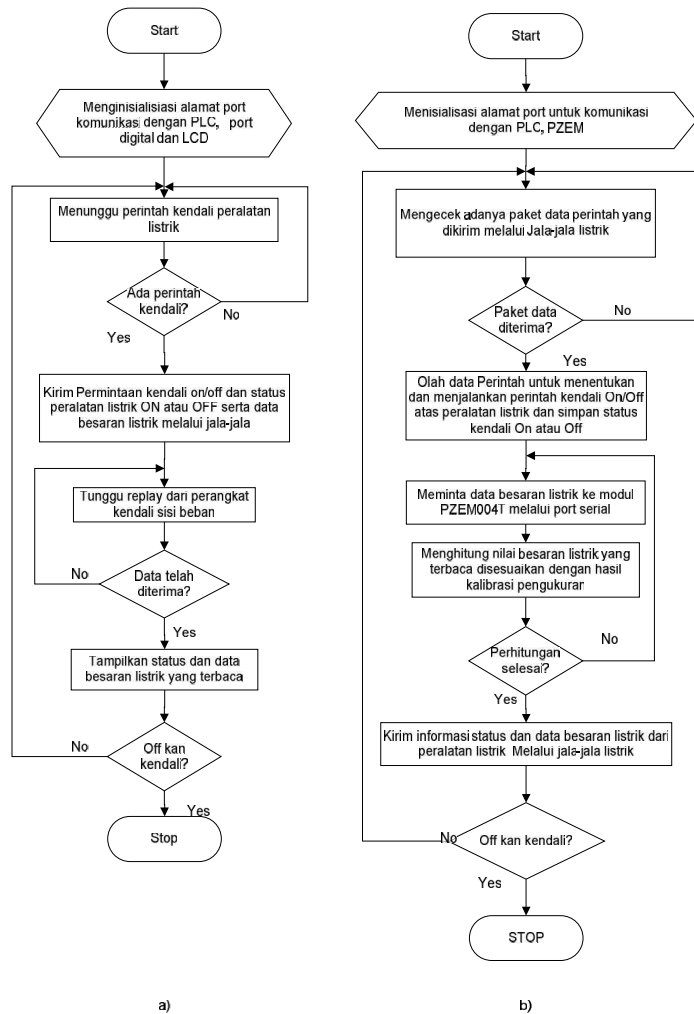 Start
Menginisialisiasi alamat port
komunikasi dengan PLC, port
digital dan LCD
Menunggu perintah kendali peralatan
listrik
Ada perintah
kendali?
No
Yes
Kirim Permintaan kendali on/off dan status
peralatan listrik ON atau OFF serta data
besaran listrik melalui jala-jala
Tunggu replay dari perangkat
kendali sisi beban
No
Data telah
diterima?
Yes
Tampilkan status dan data
besaran listrik yang terbaca
No
Off kan
kendali?
Yes
Stop
a)
Start
Menisialisasi alamat port untuk komunikasi
dengan PLC, PZEM
Mengecek adanya paket data perintah yang
dikirim melalui Jala-jala listrik
Paket data
diterima?
No
Yes
Olah data Perintah untuk menentukan
dan menjalankan perintah kendali On/Off
atas peralatan listrik dan simpan status
kendali On atau Off
Meminta data besaran listrik ke modul
PZEM004T melalui port serial
Menghitung nilai besaran listrik yang
terbaca disesuaikan dengan hasil
kalibrasi pengukuran
No
Perhitungan
selesai?
Yes
Kirim informasi status dan data besaran listrik dari
peralatan listrik Melalui jala-jala listrik
No
Off kan kendali?
Yes
STOP
b)